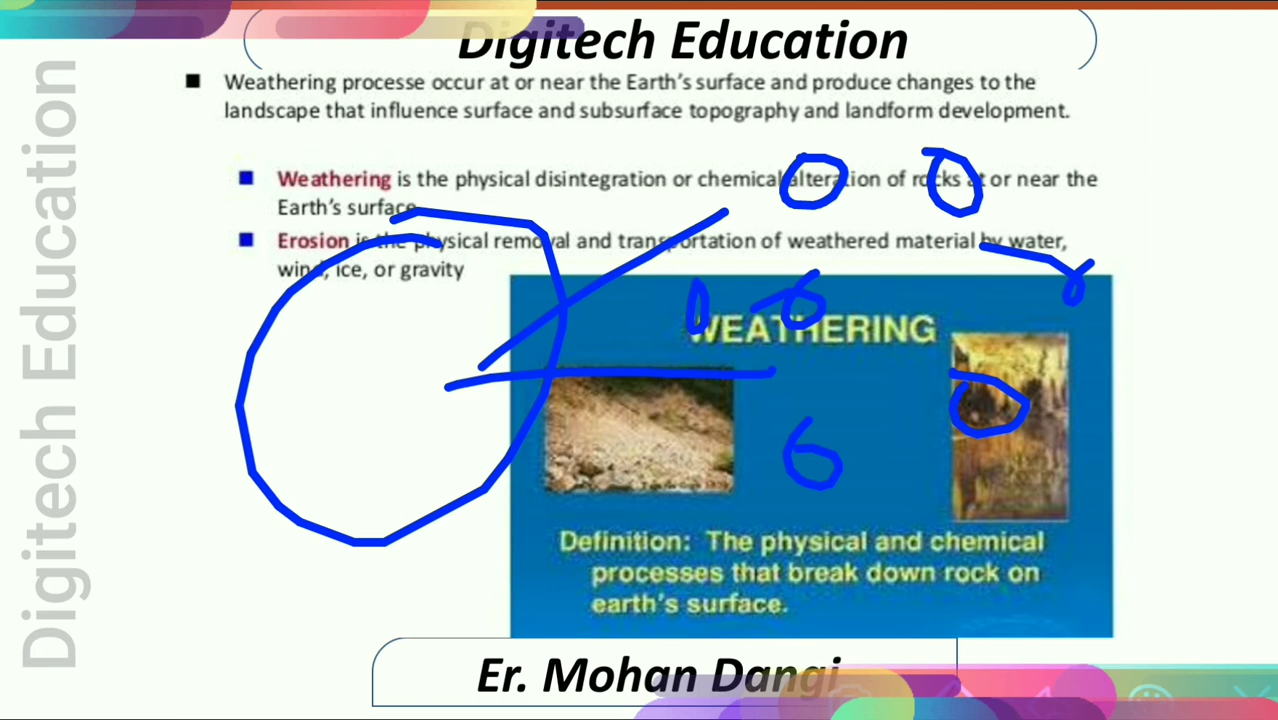 Digitech Education
Digitech Education
Weathering processe occur at or near the Earth's surface and produce changes to the
landscape that influence surface and subsurface topography and landform development.
Weathering is the physical disintegration or chemical alteration of rocks at or near the
Earth's surface
Erosion is the physical removal and transportation of weathered material by water,
wind, ice, or gravity
WEATHERING
Definition: The physical and chemical
processes that break down rock on
earth's surface.
Er. Mohan Dangi